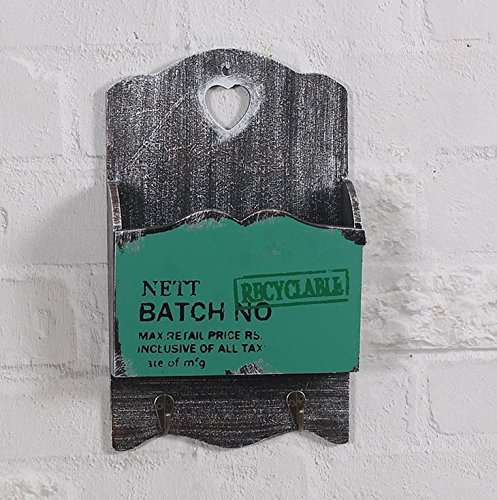 NETT
RECYCLABLE
BATCH NO
MAX.RETAIL PRICE RS.
INCLUSIVE OF ALL TAX
ate of mfg